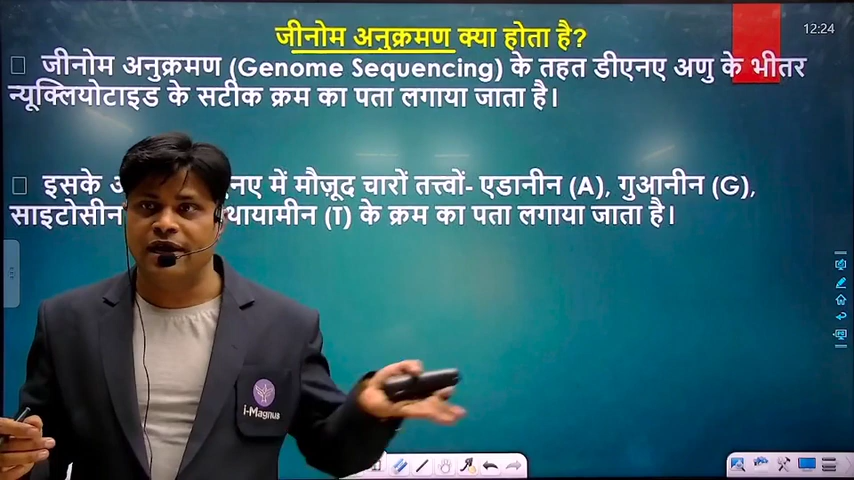 जीनोम अनुक्रमण क्या होता है?
12:24
जीनोम अनुक्रमण (Genome Sequencing) के तहत डीएनए अणु के भीतर
न्यूक्लियोटाइड के सटीक क्रम का पता लगाया जाता है।
इसके में मौजूद चारों तत्त्वों- एडानीन (A), गुआनीन (G),
साइटोसीन थायामीन (T) के क्रम का पता लगाया जाता है।
i-Magnus